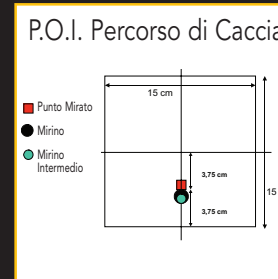 P.O.I. Percorso di Caccia
15 cm
Punto Mirato
Mirino
Mirino
Intermedio
3,75 cm
15
3,75 cm